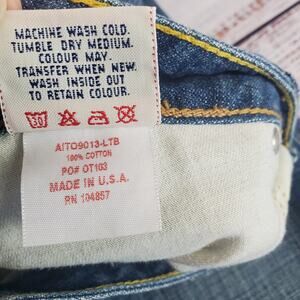 MACHINE WASH COLD.
TUMBLE DRY MEDIUM.
COLOUR MAY.
TRANSFER WHEN NEW.
WASH INSIDE OUT
TO RETAIN COLOUR.
30
AITO9013-LTB
100% COTTON
PO# OT103
MADE IN U.S.A.
RN 104857